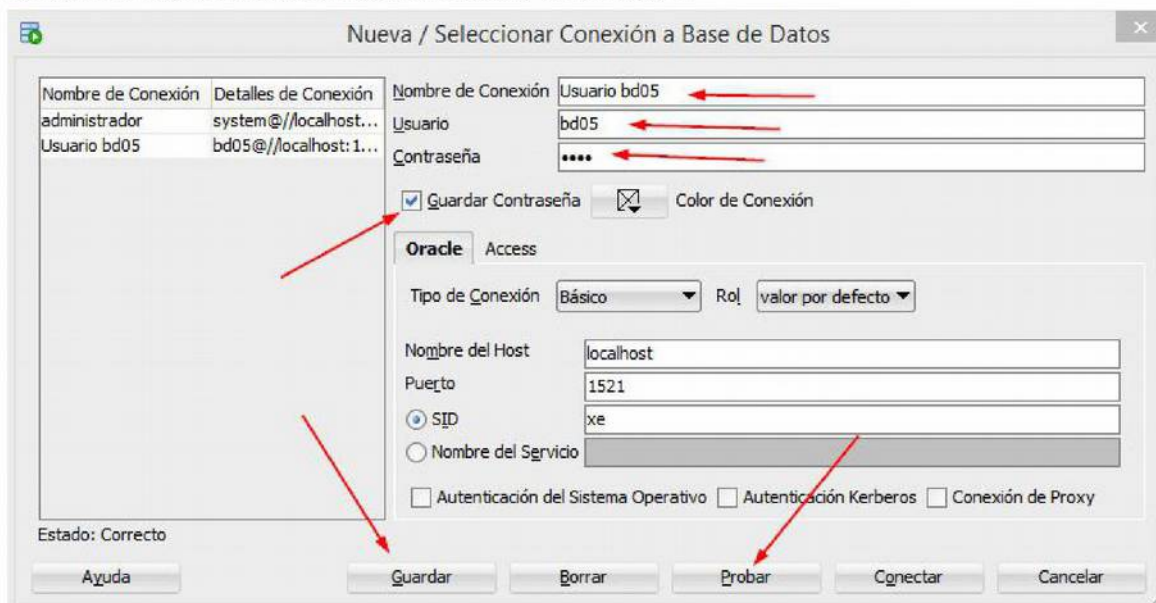 Nueva / Seleccionar Conexión a Base de Datos
Nombre de Conexión Detalles de Conexión
administrador system@//localhost...
Usuario bd05 bd05@//localhost:1...
Nombre de Conexión Usuario bd05
Usuario bd05
Contraseña ••••
Guardar Contraseña Color de Conexión
Oracle Access
Tipo de Conexión Básico Rol valor por defecto
Nombre del Host localhost
Puerto 1521
SID xe
Nombre del Servicio
Autenticación del Sistema Operativo Autenticación Kerberos Conexión de Proxy
Estado: Correcto
Ayuda Guardar Borrar Probar Conectar Cancelar